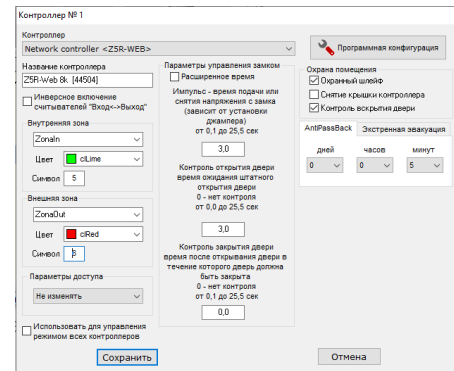 Контроллер № 1
Контроллер
Network controller <Z5R-WEB>
Программная конфигурация
Название контроллера
Z5R-Web 8k [44504]
Инверсное включение
считывателей "Вход<->Выход"
Внутренняя зона
ZonaIn
Цвет
clLime
Символ
5
Внешняя зона
ZonaOut
Цвет
clRed
Символ
Параметры доступа
Не изменять
Использовать для управления
режимом всех контроллеров
Параметры управления замком
Расширенное время
Импульс - время подачи или
снятия напряжения с замка
(зависит от установки
джампера)
от 0,1 до 25,5 сек
3,0
Контроль открытия двери
время ожидания штатного
открытия двери
0 - нет контроля
от 0,0 до 25,5 сек
3,0
Контроль закрытия двери
время после открывания двери в
течение которого дверь должна
быть закрыта
0 - нет контроля
от 0,1 до 25,5 сек
0,0
Охрана помещения
Охранный шлейф
Снятие крышки контроллера
Контроль вскрытия двери
AntiPassBack
Экстренная эвакуация
дней
часов
минут
0
0
5
Сохранить
Отмена